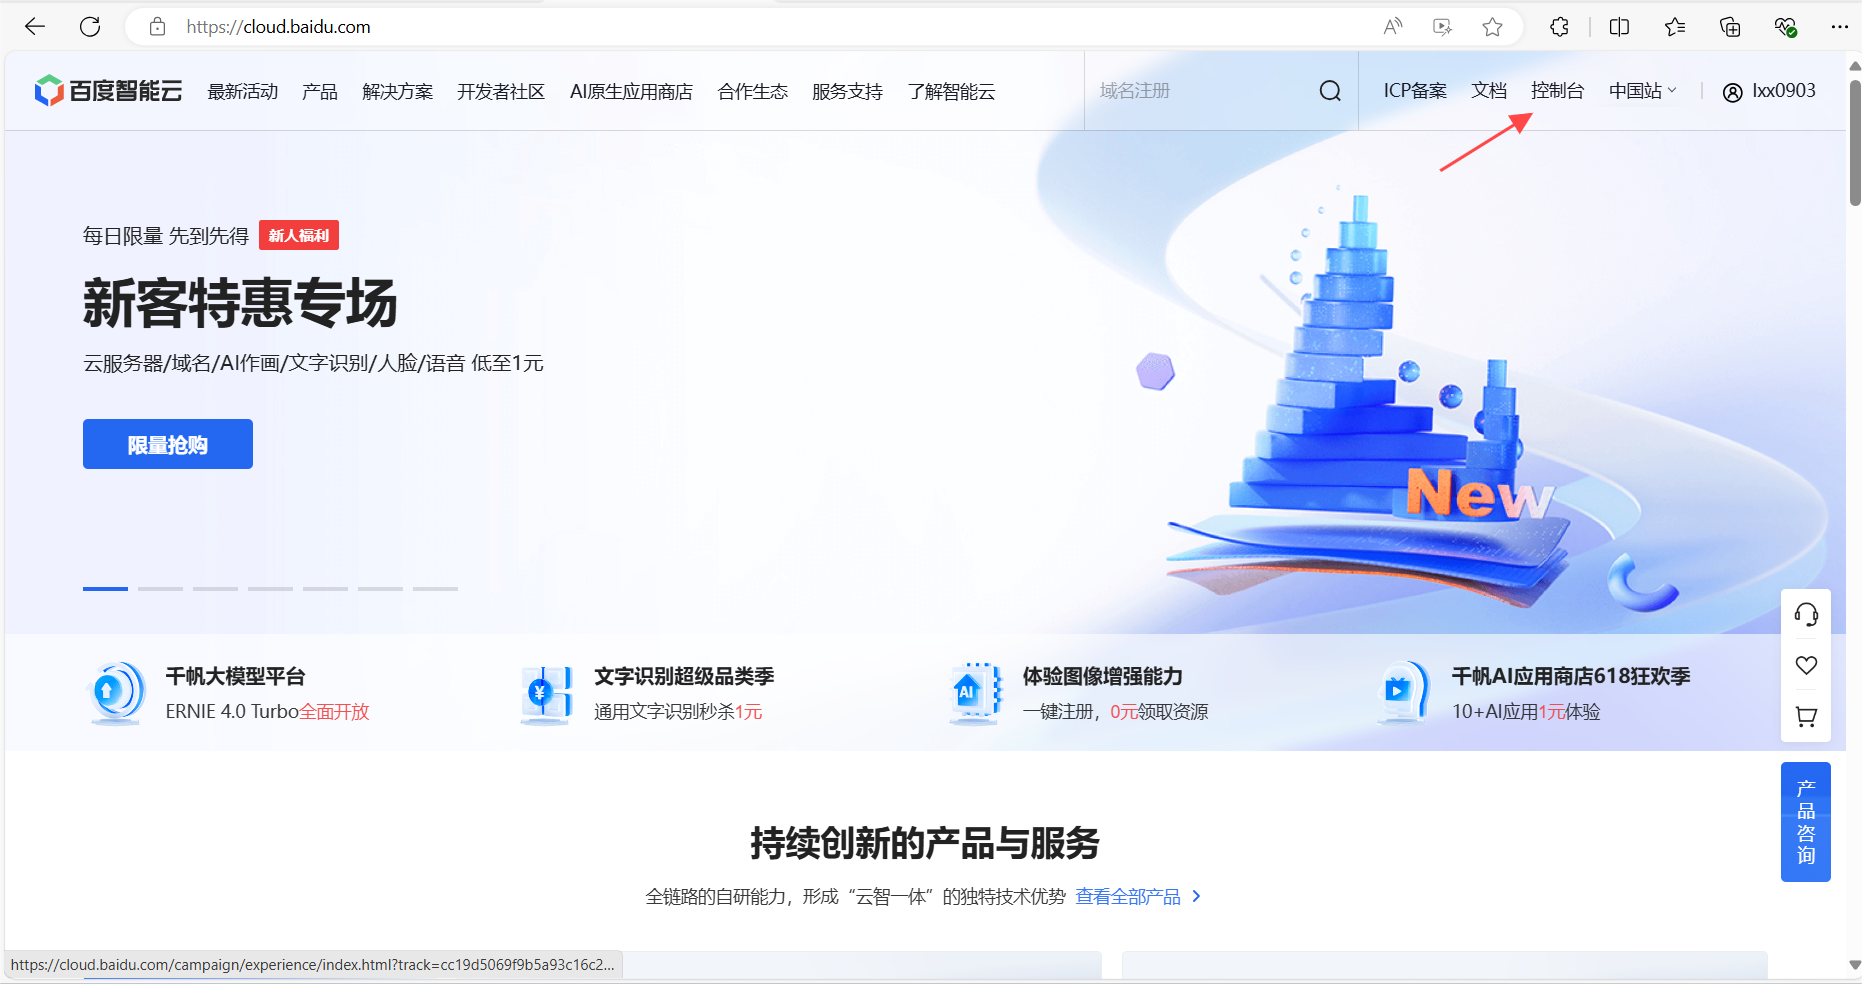 https://cloud.baidu.com
百度智能云 最新活动 产品 解决方案 开发者社区 AI原生应用商店 合作生态 服务支持 了解智能云 域名注册 ICP备案 文档 控制台 中国站 lxx0903
每日限量 先到先得 新人福利
新客特惠专场
云服务器/域名/AI作画/文字识别/人脸/语音 低至1元
限量抢购
New
千帆大模型平台
ERNIE 4.0 Turbo全面开放
文字识别超级品类季
通用文字识别秒杀1元
AI
体验图像增强能力
一键注册，0元领取资源
千帆AI应用商店618狂欢季
10+AI应用1元体验
产品咨询
持续创新的产品与服务
全链路的自研能力，形成“云智一体”的独特技术优势 查看全部产品
https://cloud.baidu.com/campaign/experience/index.html?track=cc19d5069f9b5a93c16c2...